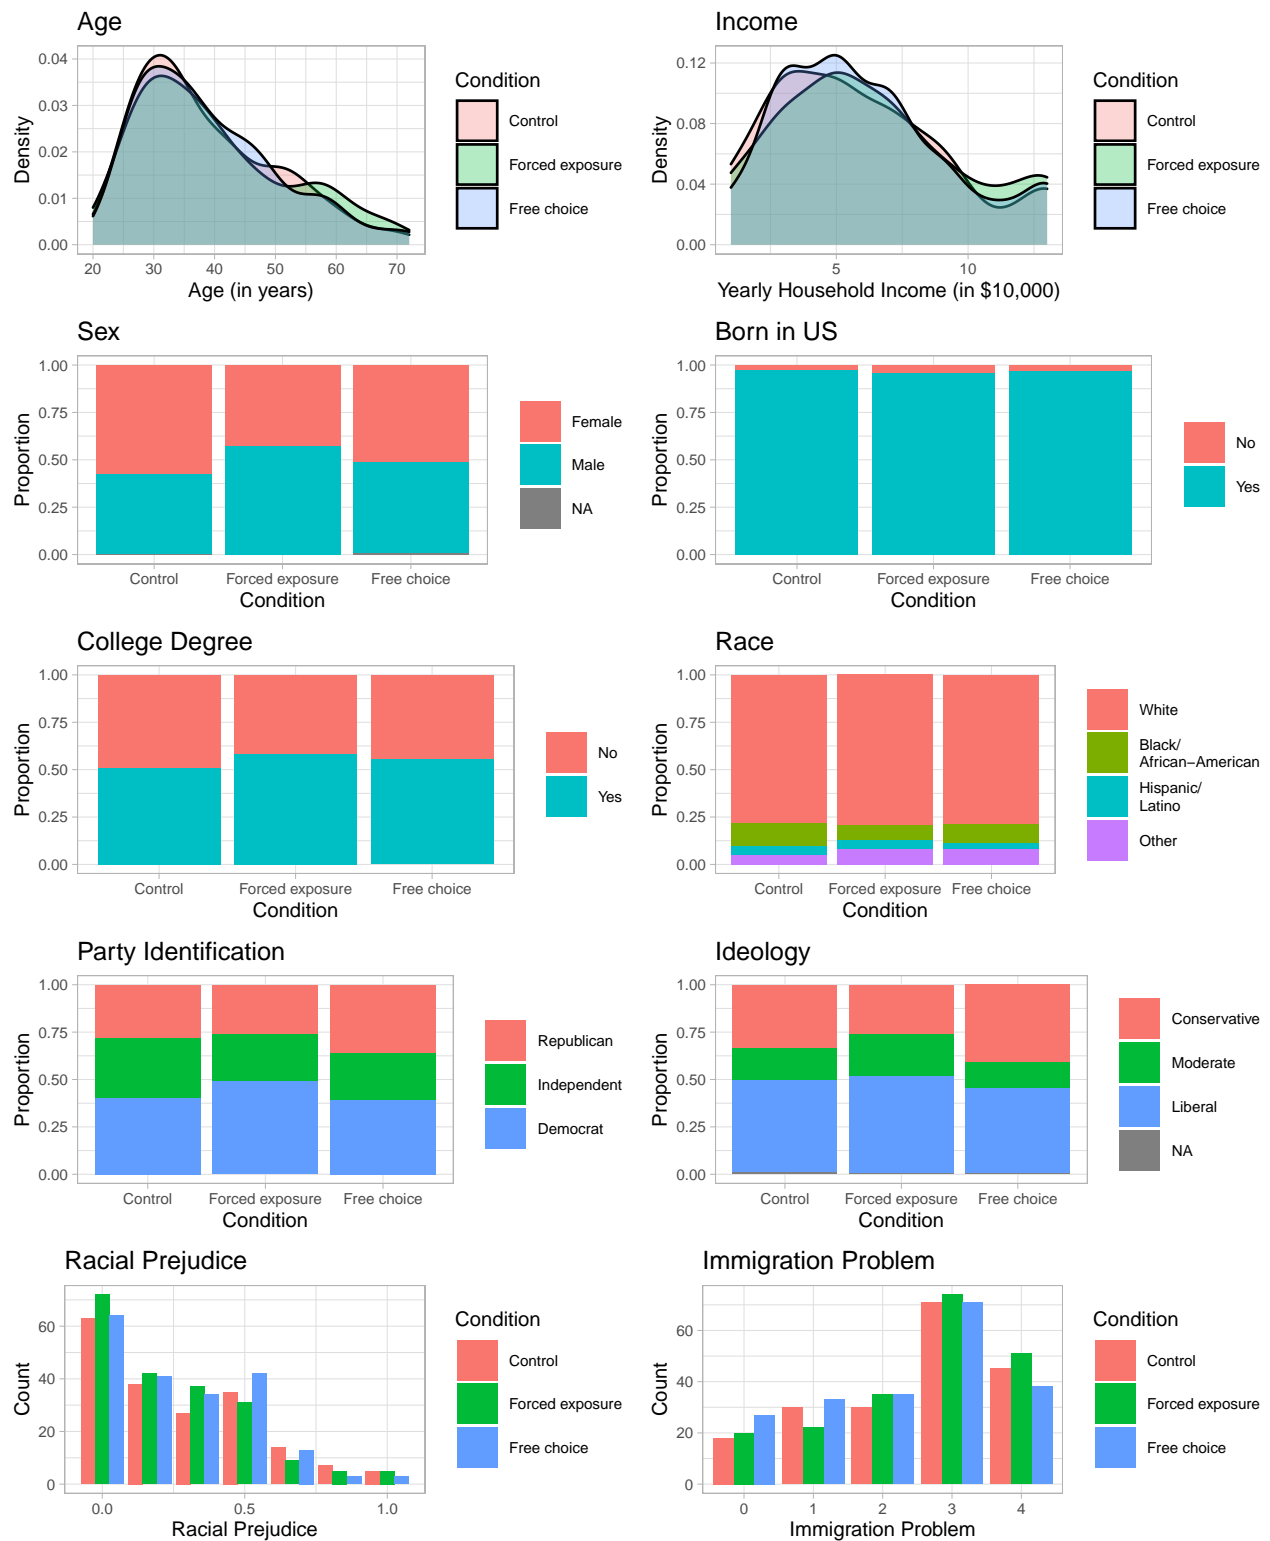 Age
Density
0.04
0.03
0.02
0.01
0.00
20 30 40 50 60 70
Age (in years)
Condition
Control
Forced exposure
Free choice
Income
Density
0.12
0.08
0.04
0.00
5 10
Yearly Household Income (in $10,000)
Condition
Control
Forced exposure
Free choice
Sex
Proportion
1.00
0.75
0.50
0.25
0.00
Control Forced exposure Free choice
Condition
Female
Male
NA
Born in US
Proportion
1.00
0.75
0.50
0.25
0.00
Control Forced exposure Free choice
Condition
No
Yes
College Degree
Proportion
1.00
0.75
0.50
0.25
0.00
Control Forced exposure Free choice
Condition
No
Yes
Race
Proportion
1.00
0.75
0.50
0.25
0.00
Control Forced exposure Free choice
Condition
White
Black/
African−American
Hispanic/
Latino
Other
Party Identification
Proportion
1.00
0.75
0.50
0.25
0.00
Control Forced exposure Free choice
Condition
Republican
Independent
Democrat
Ideology
Proportion
1.00
0.75
0.50
0.25
0.00
Control Forced exposure Free choice
Condition
Conservative
Moderate
Liberal
NA
Racial Prejudice
Count
60
40
20
0
0.0 0.5 1.0
Racial Prejudice
Condition
Control
Forced exposure
Free choice
Immigration Problem
Count
60
40
20
0
0 1 2 3 4
Immigration Problem
Condition
Control
Forced exposure
Free choice